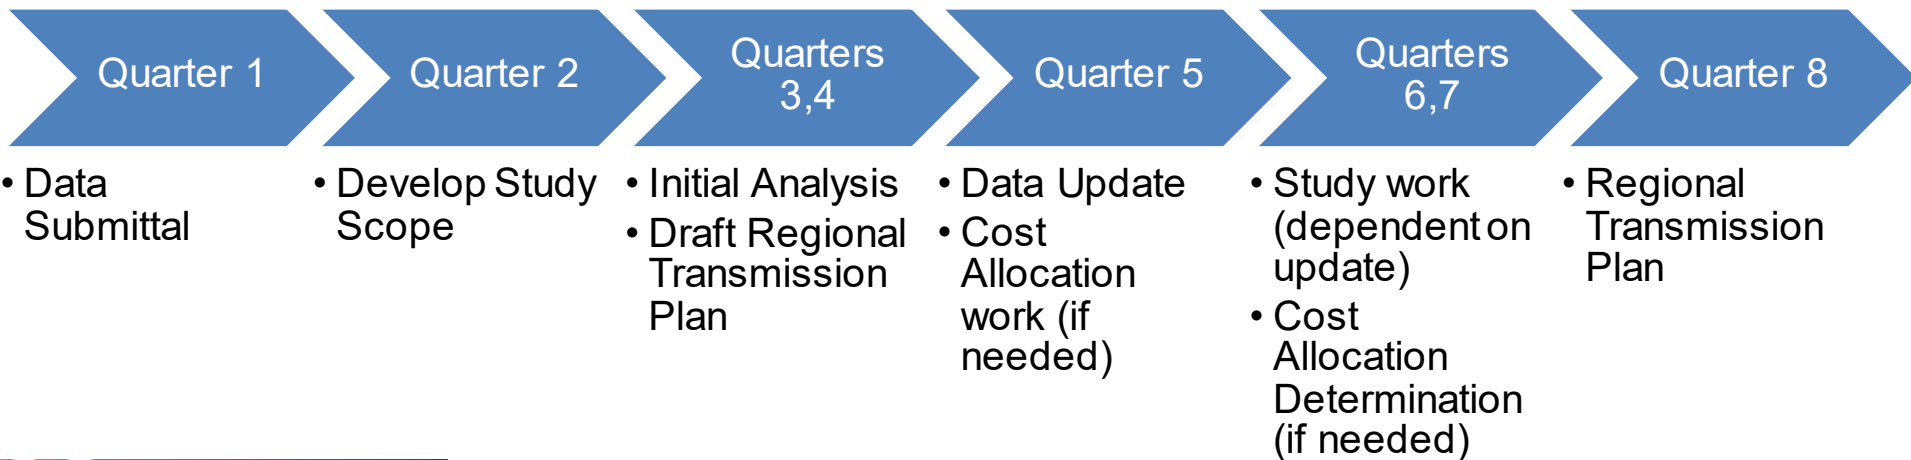 Quarter 1
Quarter 2
Quarters
3,4
Quarter 5
Quarters
6,7
Quarter 8
• Data
Submittal
• Develop Study
Scope
• Initial Analysis
• Draft Regional
Transmission
Plan
• Data Update
• Cost
Allocation
work (if
needed)
• Study work
(dependent on
update)
• Cost
Allocation
Determination
(if needed)
• Regional
Transmission
Plan